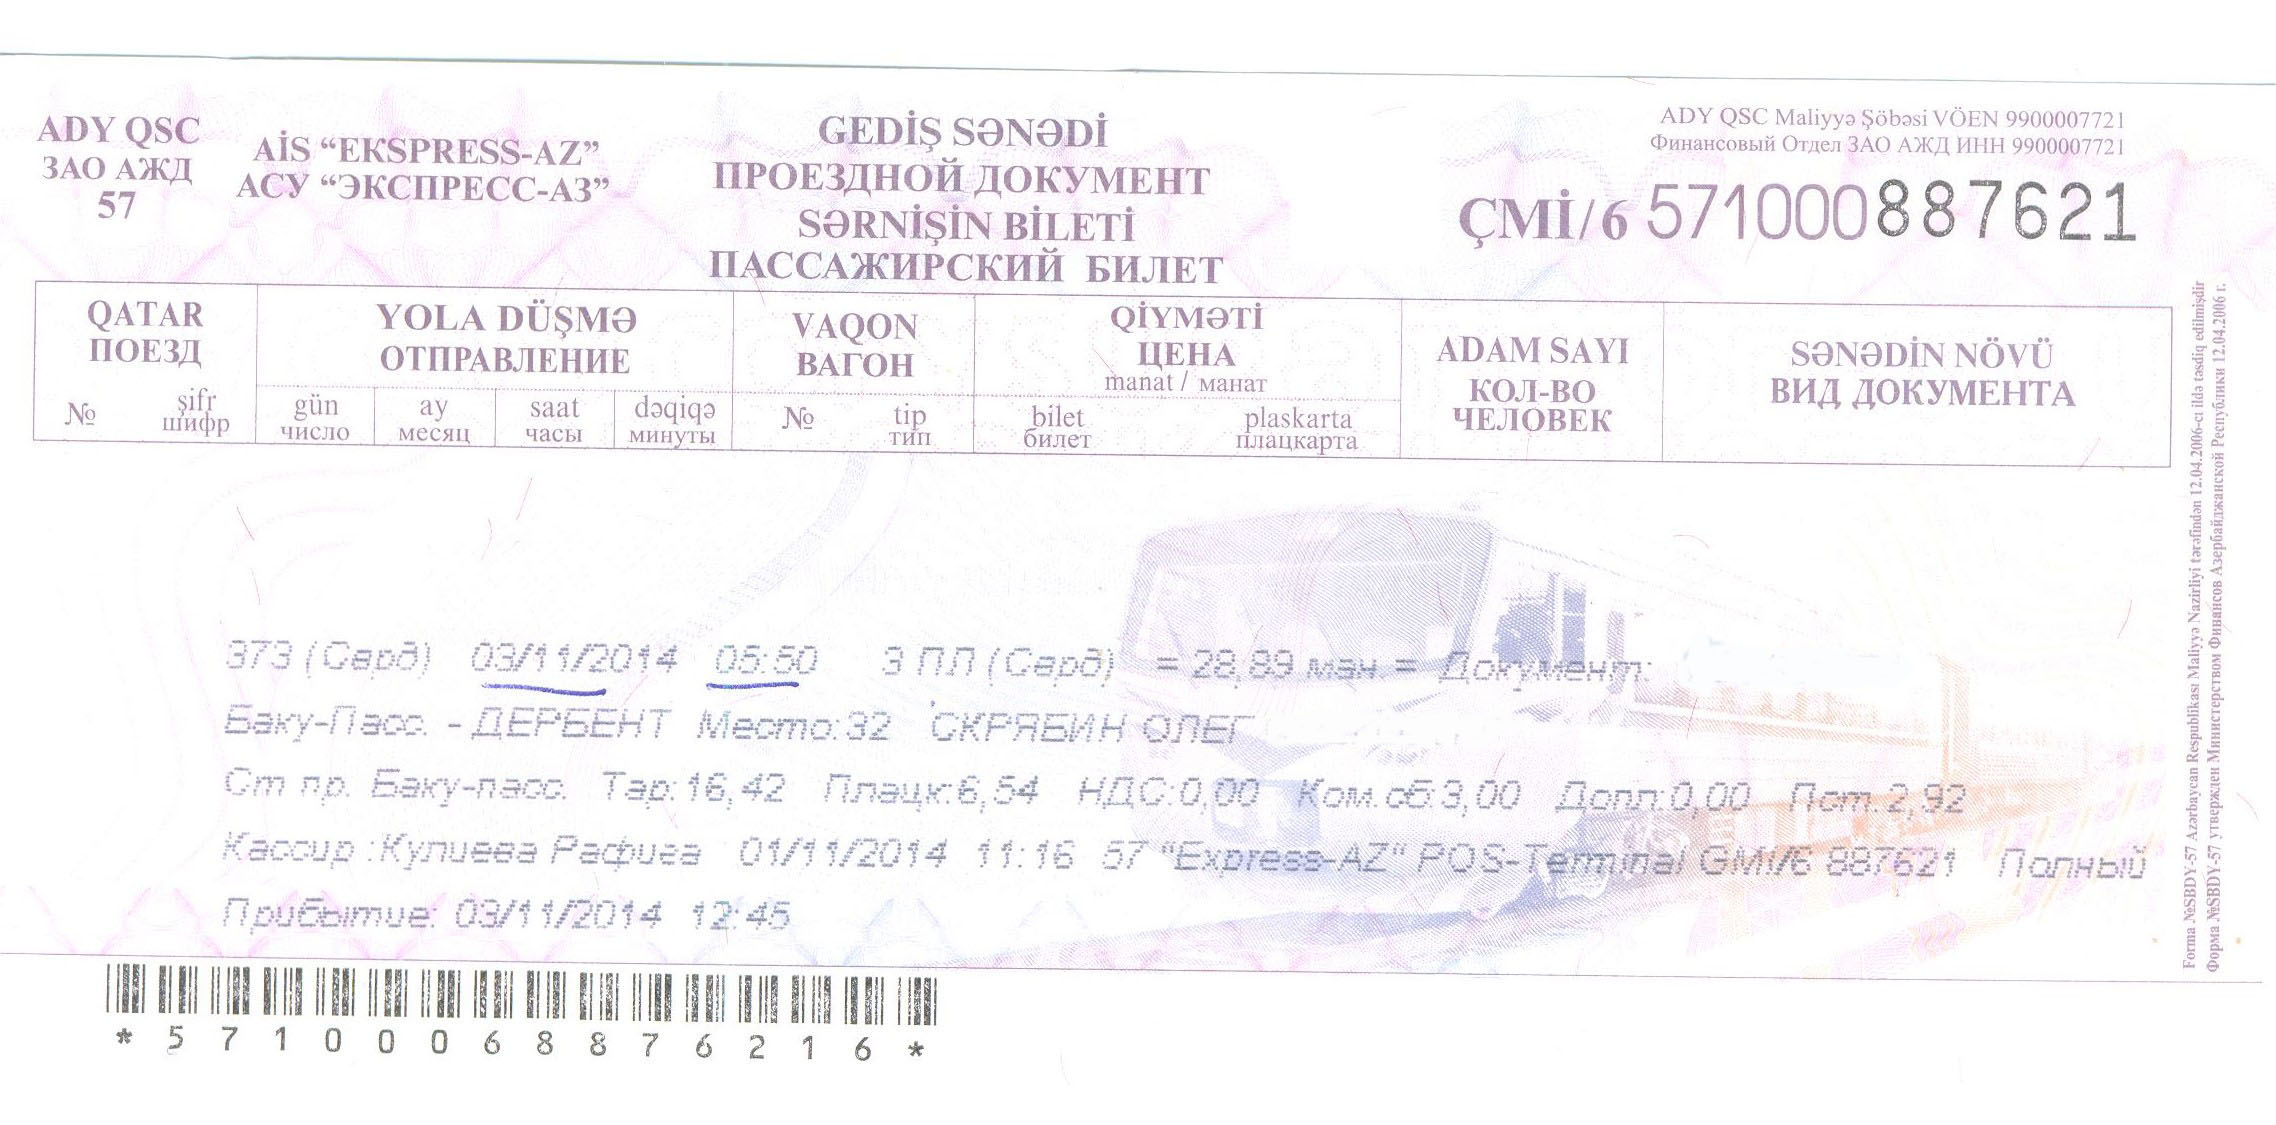 ADY QSC
ЗАО АЖД
57
AİS “EKSPRESS-AZ”
АСУ “ЭКСПРЕСС-АЗ”
GEDİŞ SƏNƏDİ
ПРОЕЗДНОЙ ДОКУМЕНТ
SƏRNİŞİN BİLETİ
ПАССАЖИРСКИЙ БИЛЕТ
ADY QSC Maliyyə Şöbəsi VÖEN 9900007721
Финансовый Отдел ЗАО АЖД ИНН 9900007721
ÇMİ/6 571000887621
QATAR
ПОЕЗД
№ şifr
шифр
YOLA DÜŞMƏ
ОТПРАВЛЕНИЕ
gün ay saat dəqiqə
число месяц часы минуты
VAQON
ВАГОН
№ tip
тип
QİYMƏTİ
ЦЕНА
manat / манат
bilet plaskarta
билет плацкарта
ADAM SAYI
КОЛ-ВО
ЧЕЛОВЕК
SƏNƏDİN NÖVÜ
ВИД ДОКУМЕНТА
373 (Сард) 03/11/2014 05:50 3 ПЛ (Сард) = 28,89 ман = Документ:
Баку-Пасс. - ДЕРБЕНТ Место:32 СКРЯБИН ОЛЕГ
Ст пр. Баку-пасс. Тар:16,42 Плацк:6,54 НДС:0,00 Ком.сб:3,00 Допл:0,00 Пст.2,92
Кассир :Кулиева Рафига 01/11/2014 11:16 57 "Express-AZ" POS-Terminal GMI/6 887621 Полный
Прибытие: 03/11/2014 12:45
*57100068876216*
Forma №SBDY-57 Azərbaycan Respublikası Maliyyə Nazirliyi tərəfindən 12.04.2006-cı ildə təsdiq edilmişdir
Форма №SBDY-57 утвержден Министерством Финансов Азербайджанской Республики 12.04.2006 г.